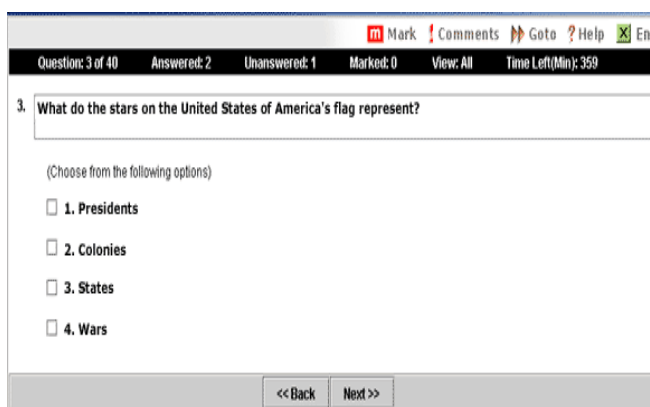 m Mark ! Comments Goto ? Help X En
Question: 3 of 40 Answered: 2 Unanswered: 1 Marked: 0 View: All Time Left(Min): 359
3. What do the stars on the United States of America's flag represent?
(Choose from the following options)
1. Presidents
2. Colonies
3. States
4. Wars
<< Back Next >>